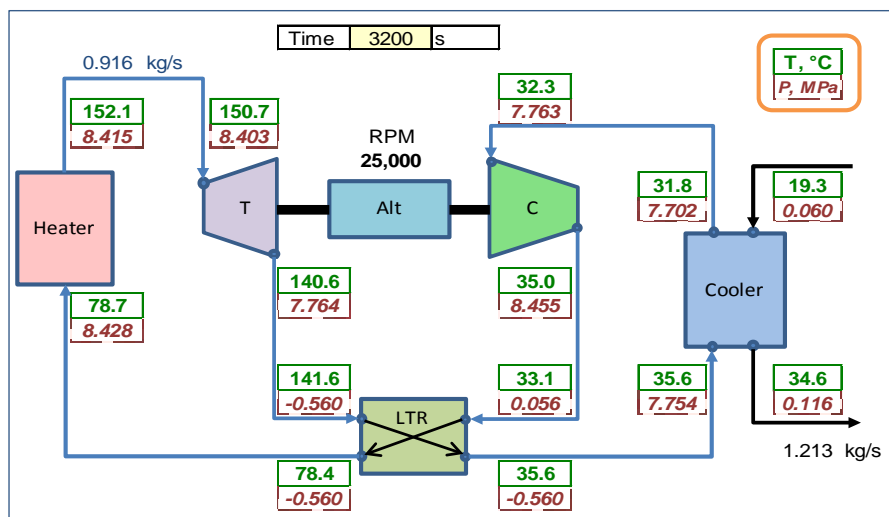 Time 3200 s
T, °C
P, MPa
0.916 kg/s
152.1
8.415
150.7
8.403
RPM
25,000
32.3
7.763
31.8
7.702
19.3
0.060
Heater
T
Alt
C
Cooler
78.7
8.428
140.6
7.764
35.0
8.455
141.6
-0.560
LTR
33.1
0.056
35.6
7.754
34.6
0.116
1.213 kg/s
78.4
-0.560
35.6
-0.560